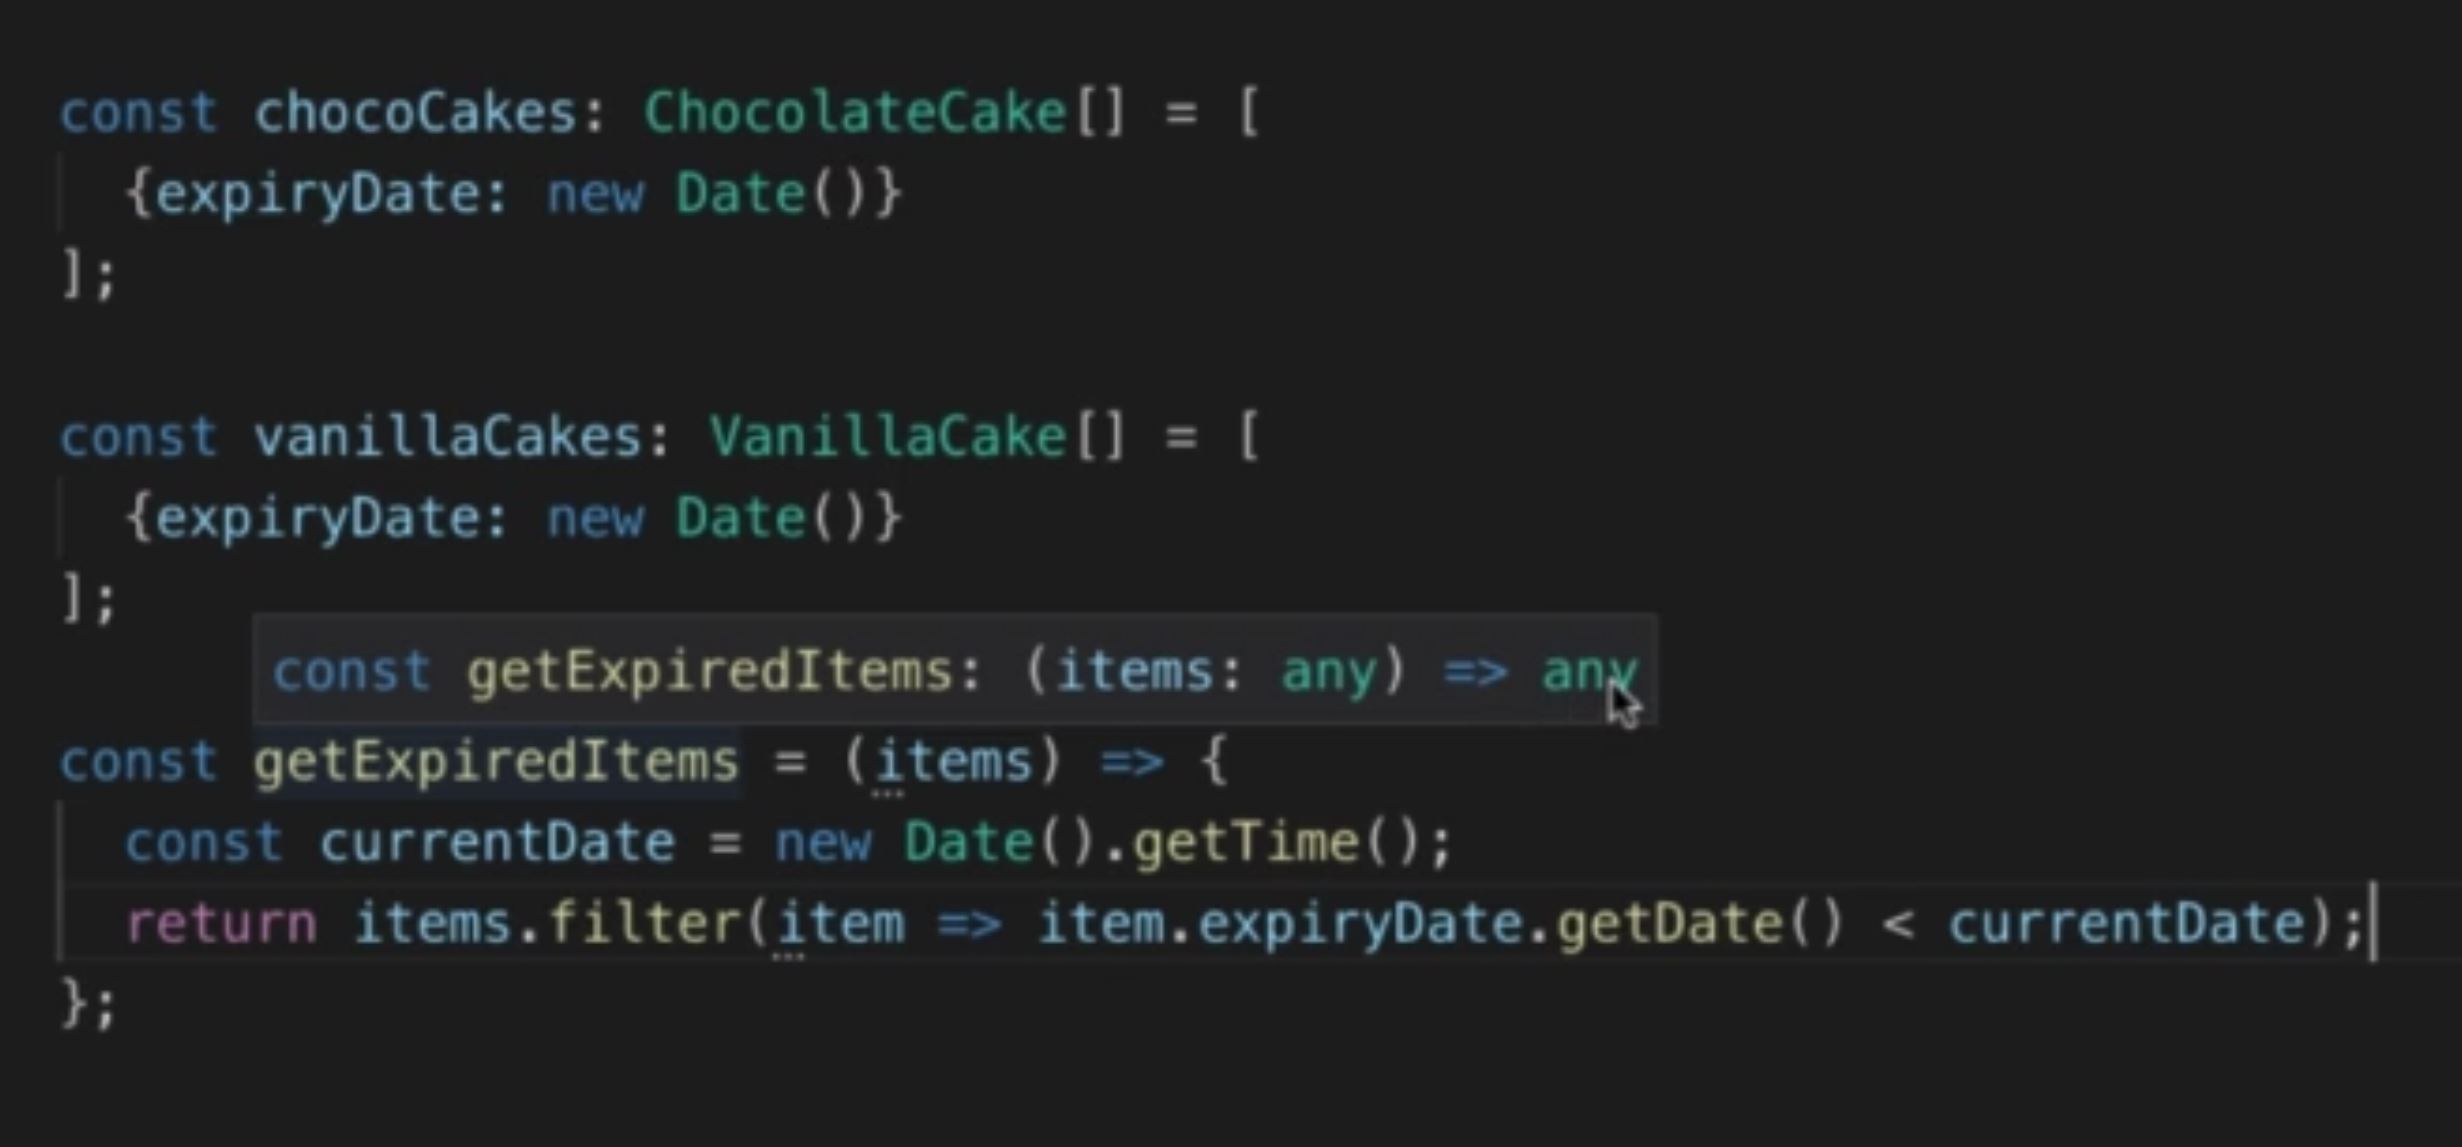 const chocoCakes: ChocolateCake[] = [
  {expiryDate: new Date()}
];
const vanillaCakes: VanillaCake[] = [
  {expiryDate: new Date()}
];
const getExpiredItems: (items: any) => any
const getExpiredItems = (items) => {
  const currentDate = new Date().getTime();
  return items.filter(item => item.expiryDate.getDate() < currentDate);
};